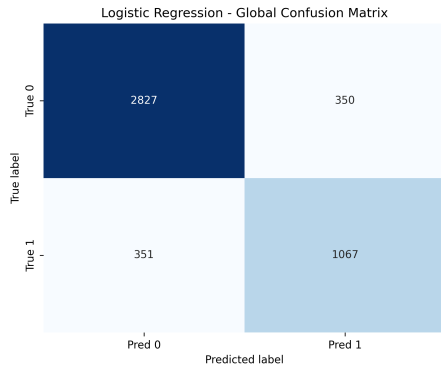 Logistic Regression - Global Confusion Matrix
True label
True 0
2827 350
True 1
351 1067
Pred 0 Pred 1
Predicted label